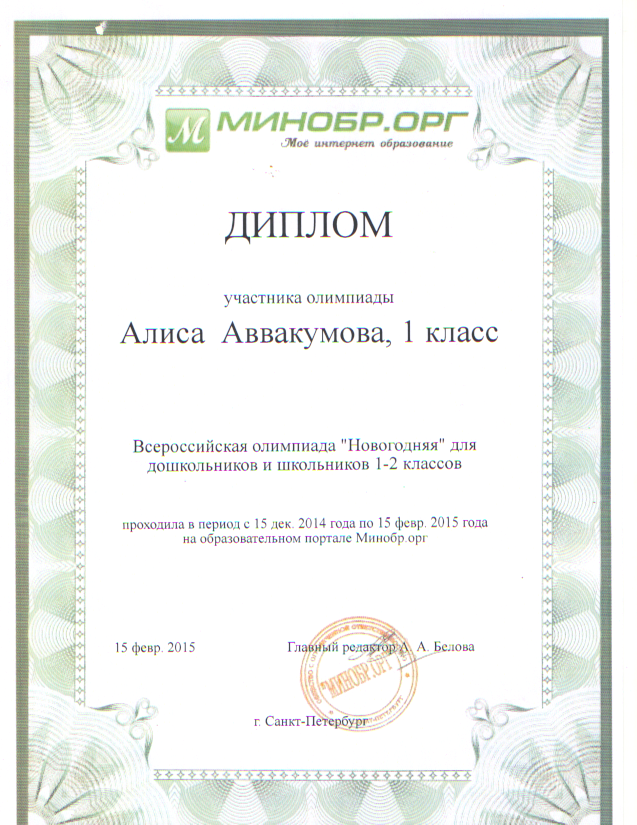 М МИНОБР.ОРГ
Моё интернет образование
ДИПЛОМ
участника олимпиады
Алиса Аввакумова, 1 класс
Всероссийская олимпиада "Новогодняя" для
дошкольников и школьников 1-2 классов
проходила в период с 15 дек. 2014 года по 15 февр. 2015 года
на образовательном портале Минобр.орг
15 февр. 2015
Главный редактор Л. А. Белова
"МИНОБР.ОРГ"
г. Санкт-Петербург